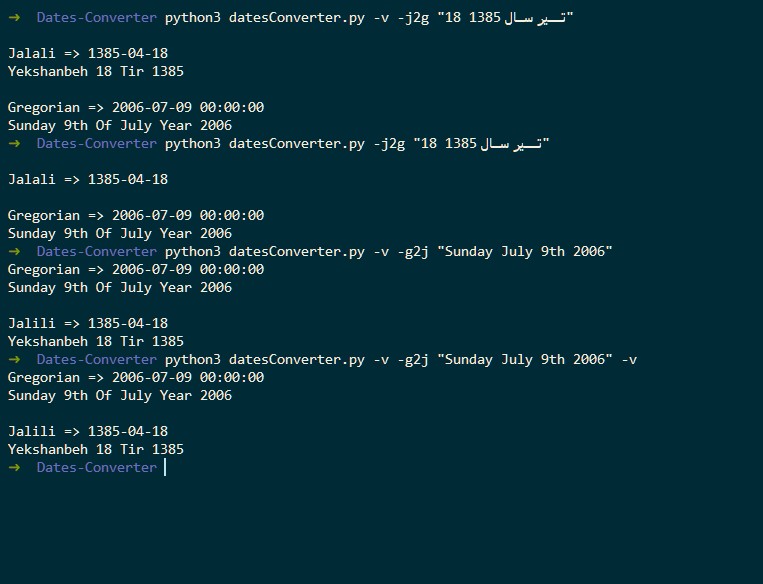 → Dates-Converter python3 datesConverter.py -v -j2g "18 تیر سال 1385"
Jalali => 1385-04-18
Yekshanbeh 18 Tir 1385
Gregorian => 2006-07-09 00:00:00
Sunday 9th Of July Year 2006
→ Dates-Converter python3 datesConverter.py -j2g "18 تیر سال 1385"
Jalali => 1385-04-18
Gregorian => 2006-07-09 00:00:00
Sunday 9th Of July Year 2006
→ Dates-Converter python3 datesConverter.py -v -g2j "Sunday July 9th 2006"
Gregorian => 2006-07-09 00:00:00
Sunday 9th Of July Year 2006
Jalili => 1385-04-18
Yekshanbeh 18 Tir 1385
→ Dates-Converter python3 datesConverter.py -v -g2j "Sunday July 9th 2006" -v
Gregorian => 2006-07-09 00:00:00
Sunday 9th Of July Year 2006
Jalili => 1385-04-18
Yekshanbeh 18 Tir 1385
→ Dates-Converter